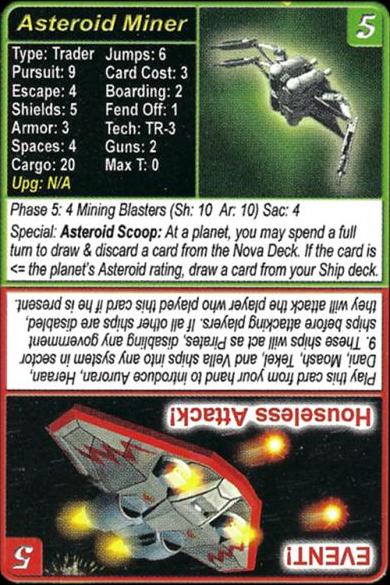 Asteroid Miner
5
Type: Trader Jumps: 6
Pursuit: 9 Card Cost: 3
Escape: 4 Boarding: 2
Shields: 5 Fend Off: 1
Armor: 3 Tech: TR-3
Spaces: 4 Guns: 2
Cargo: 20 Max T: 0
Upg: N/A
Phase 5: 4 Mining Blasters (Sh: 10 Ar: 10) Sac: 4
Special: Asteroid Scoop: At a planet, you may spend a full
turn to draw & discard a card from the Nova Deck. If the card is
<= the planet's Asteroid rating, draw a card from your Ship deck.
EVENT!
5
Houseless Attack!
Play this card from your hand to introduce Auroran, Heraan,
Dani, Moash, Tekel, and Vella ships into any system in sector
9. These ships will act as Pirates, disabling any government
ships before attacking players. If all other ships are disabled,
they will attack the player who played this card if he is present.